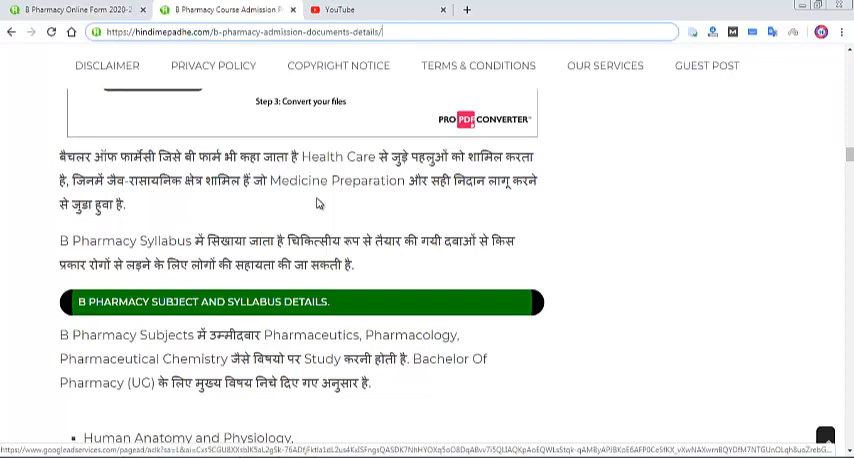 B Pharmacy Online Form 2020-2
B Pharmacy Course Admission P
YouTube
https://hindimepadhe.com/b-pharmacy-admission-documents-details/
DISCLAIMER PRIVACY POLICY COPYRIGHT NOTICE TERMS & CONDITIONS OUR SERVICES GUEST POST
Step 3: Convert your files
PRO PDF CONVERTER
बैचलर ऑफ फार्मेसी जिसे बी फार्म भी कहा जाता है Health Care से जुड़े पहलुओं को शामिल करता
है, जिनमें जैव-रासायनिक क्षेत्र शामिल हैं जो Medicine Preparation और सही निदान लागू करने
से जुडा हुवा है.
B Pharmacy Syllabus में सिखाया जाता है चिकित्सीय रूप से तैयार की गयी दवाओं से किस
प्रकार रोगों से लड़ने के लिए लोगों की सहायता की जा सकती है.
B PHARMACY SUBJECT AND SYLLABUS DETAILS.
B Pharmacy Subjects में उम्मीदवार Pharmaceutics, Pharmacology,
Pharmaceutical Chemistry जैसे विषयो पर Study करनी होती है. Bachelor Of
Pharmacy (UG) के लिए मुख्य विषय निचे दिए गए अनुसार है.
Human Anatomy and Physiology,